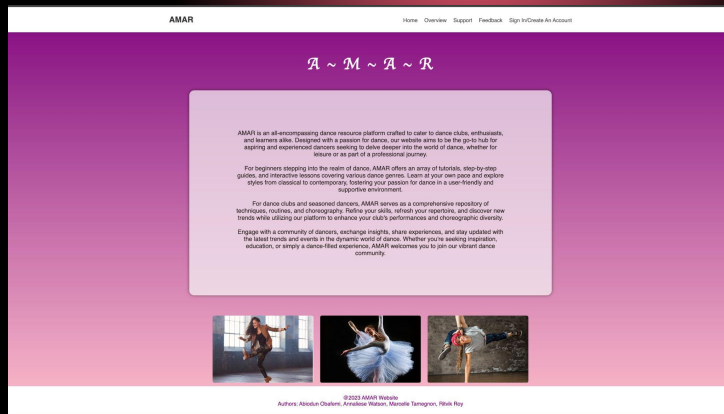 AMAR
Home Overview Support Feedback Sign In/Create An Account
A ~ M ~ A ~ R
AMAR is an all-encompassing dance resource platform crafted to cater to dance clubs, enthusiasts,
and learners alike. Designed with a passion for dance, our website aims to be the go-to hub for
aspiring and experienced dancers seeking to delve deeper into the world of dance, whether for
leisure or as part of a professional journey.
For beginners stepping into the realm of dance, AMAR offers an array of tutorials, step-by-step
guides, and interactive lessons covering various dance genres. Learn at your own pace and explore
styles from classical to contemporary, fostering your passion for dance in a user-friendly and
supportive environment.
For dance clubs and seasoned dancers, AMAR serves as a comprehensive repository of
techniques, routines, and choreography. Refine your skills, refresh your repertoire, and discover new
trends while utilizing our platform to enhance your club's performances and choreographic diversity.
Engage with a community of dancers, exchange insights, share experiences, and stay updated with
the latest trends and events in the dynamic world of dance. Whether you're seeking inspiration,
education, or simply a dance-filled experience, AMAR welcomes you to join our vibrant dance
community.
©2023 AMAR Website
Authors: Abiodun Obafemi, Anneliese Watson, Marcelle Tamegnon, Ritvik Roy